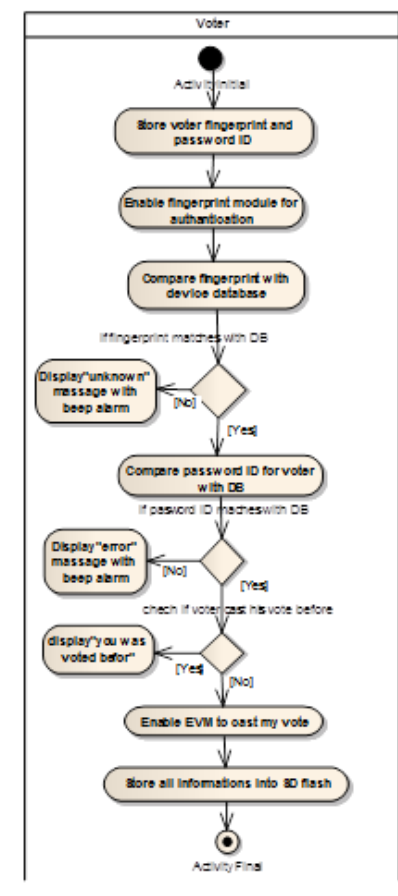 Voter
Activity Initial
Store voter fingerprint and
password ID
Enable fingerprint module for
authantication
Compare fingerprint with
device database
if fingerprint matches with DB
Display"unknown"
massage with
beep alarm
[No]
[Yes]
Compare password ID for voter
with DB
if pasword ID maches with DB
Display"error"
massage with
beep alarm
[No]
[Yes]
chech if voter cast his vote before
display"you was
voted befor"
[Yes]
[No]
Enable EVM to cast my vote
Store all informations into SD flash
Activity Final